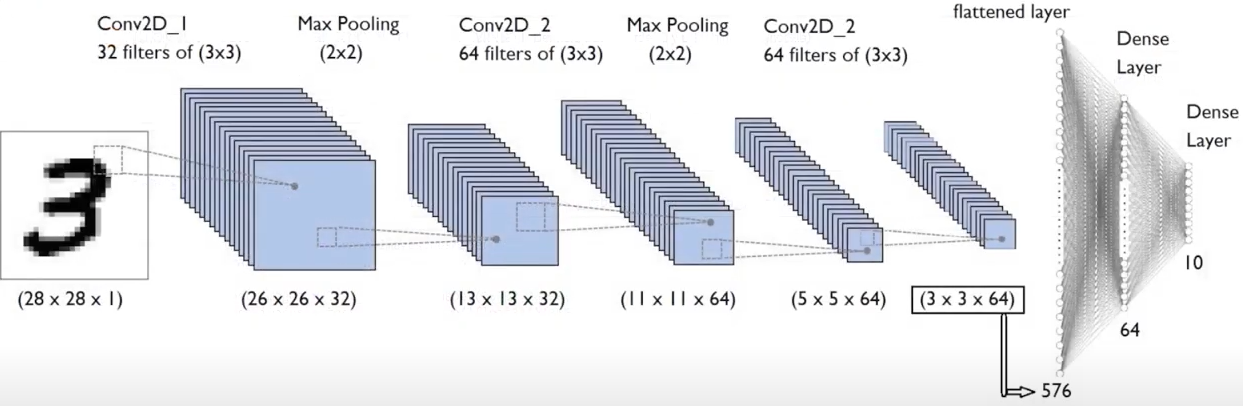 Conv2D_1
32 filters of (3x3)
Max Pooling
(2x2)
Conv2D_2
64 filters of (3x3)
Max Pooling
(2x2)
Conv2D_2
64 filters of (3x3)
flattened layer
Dense
Layer
Dense
Layer
3
(28 x 28 x 1)
(26 x 26 x 32)
(13 x 13 x 32)
(11 x 11 x 64)
(5 x 5 x 64)
(3 x 3 x 64)
576
64
10